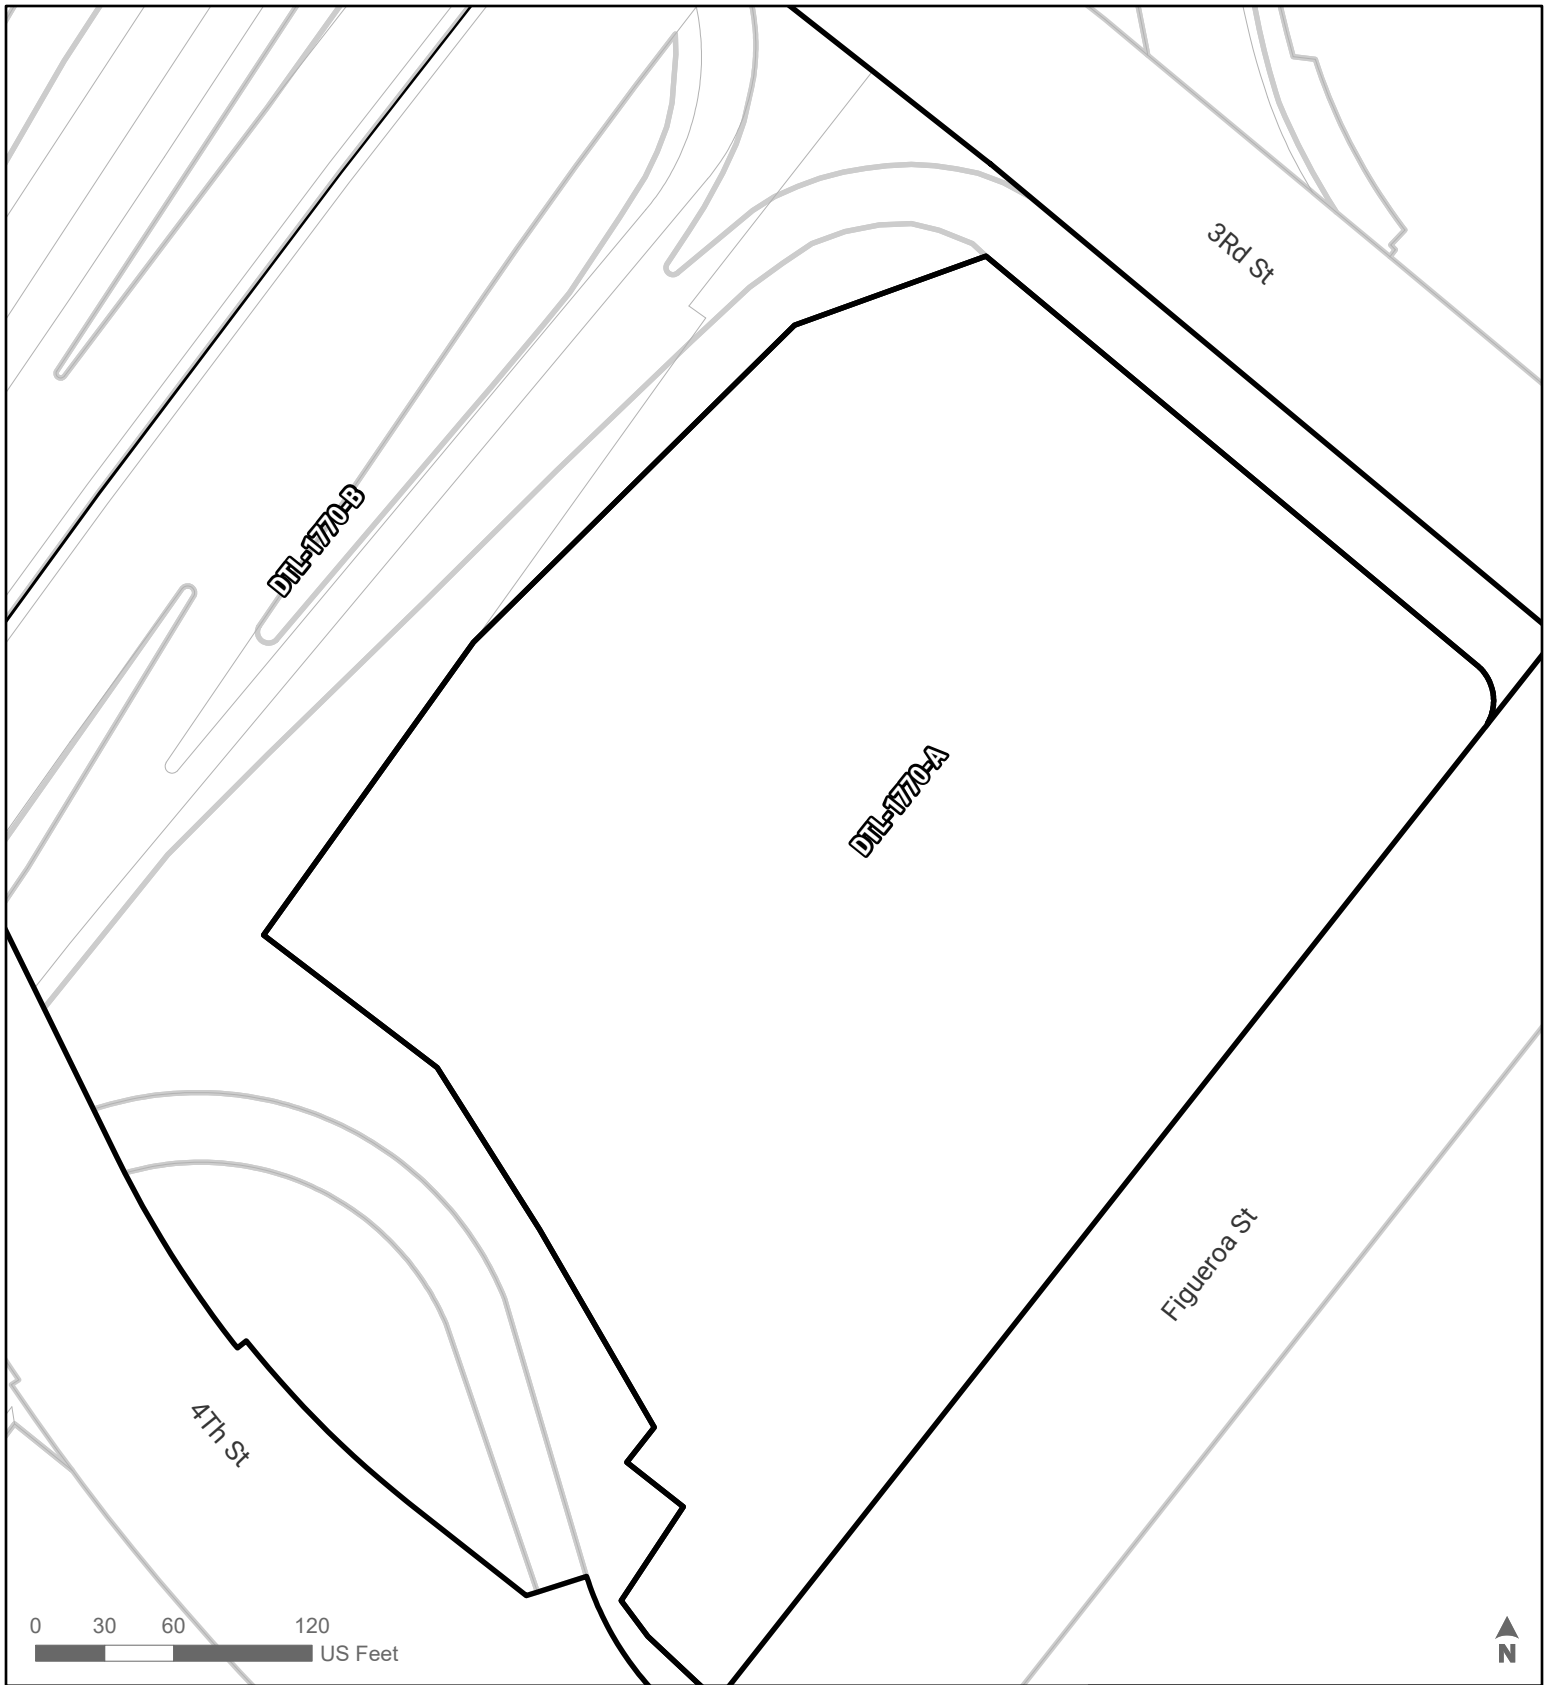 3Rd St
DTL-1770-B
DTL-1770-A
Figueroa St
4Th St
0 30 60 120
US Feet
N